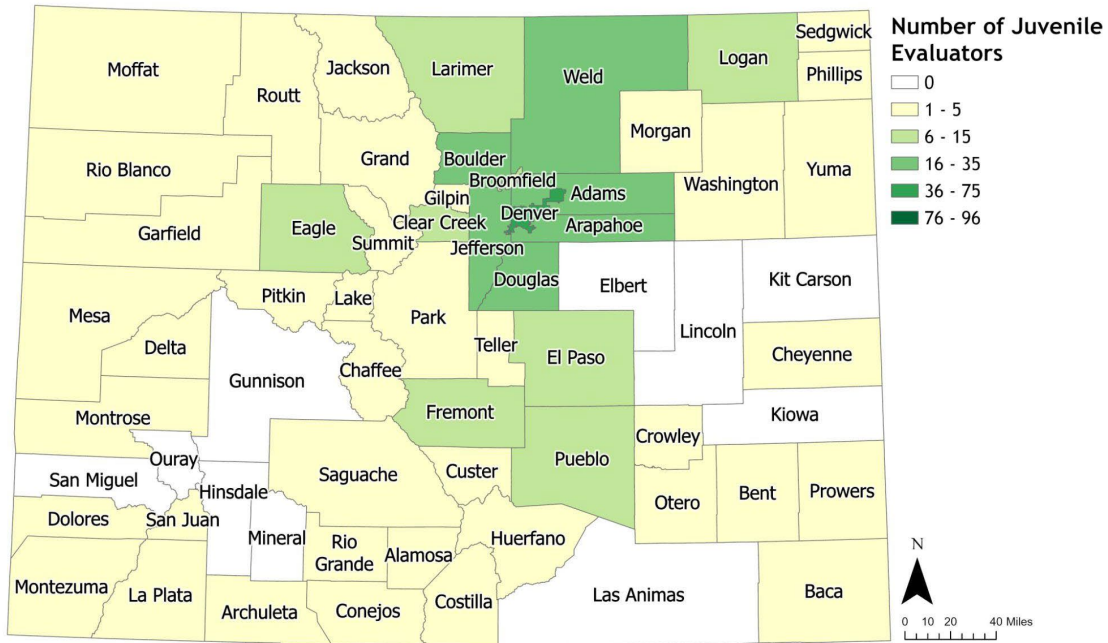 Number of Juvenile
Evaluators
0
1 - 5
6 - 15
16 - 35
36 - 75
76 - 96
Moffat
Routt
Jackson
Larimer
Weld
Logan
Sedgwick
Phillips
Morgan
Rio Blanco
Grand
Boulder
Broomfield
Washington
Yuma
Gilpin
Adams
Garfield
Eagle
Clear Creek
Denver
Summit
Arapahoe
Jefferson
Douglas
Elbert
Kit Carson
Mesa
Pitkin
Lake
Park
Lincoln
Delta
Teller
El Paso
Cheyenne
Gunnison
Chaffee
Montrose
Fremont
Kiowa
Crowley
Ouray
San Miguel
Saguache
Custer
Pueblo
Hinsdale
Otero
Bent
Prowers
Dolores
San Juan
Mineral
Rio
Grande
Alamosa
Huerfano
Montezuma
La Plata
Archuleta
Conejos
Costilla
Las Animas
Baca
N
0 10 20 40 Miles